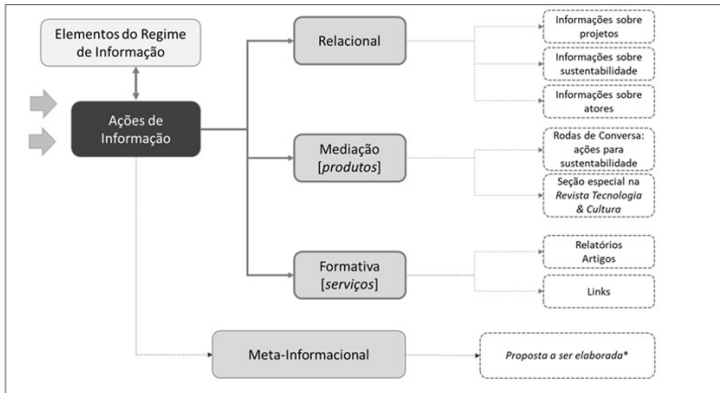 Elementos do Regime
de Informação
Ações de
Informação
Relacional
Informações sobre
projetos
Informações sobre
sustentabilidade
Informações sobre
atores
Mediação
[produtos]
Rodas de Conversa:
ações para
sustentabilidade
Seção especial na
Revista Tecnologia
& Cultura
Formativa
[serviços]
Relatórios
Artigos
Links
Meta-Informacional
Proposta a ser elaborada*